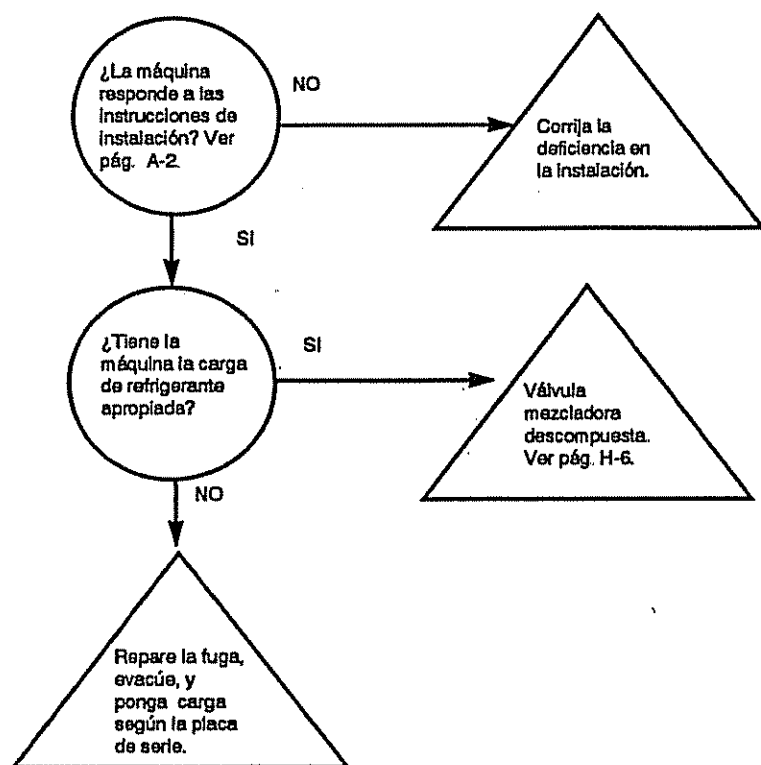 ¿La máquina
responde a las
instrucciones de
instalación? Ver
pág. A-2.
NO
Corrija la
deficiencia en
la instalación.
SI
¿Tiene la
máquina la carga
de refrigerante
apropiada?
SI
Válvula
mezcladora
descompuesta.
Ver pág. H-6.
NO
Repare la fuga,
evacúe, y
ponga carga
según la placa
de serie.